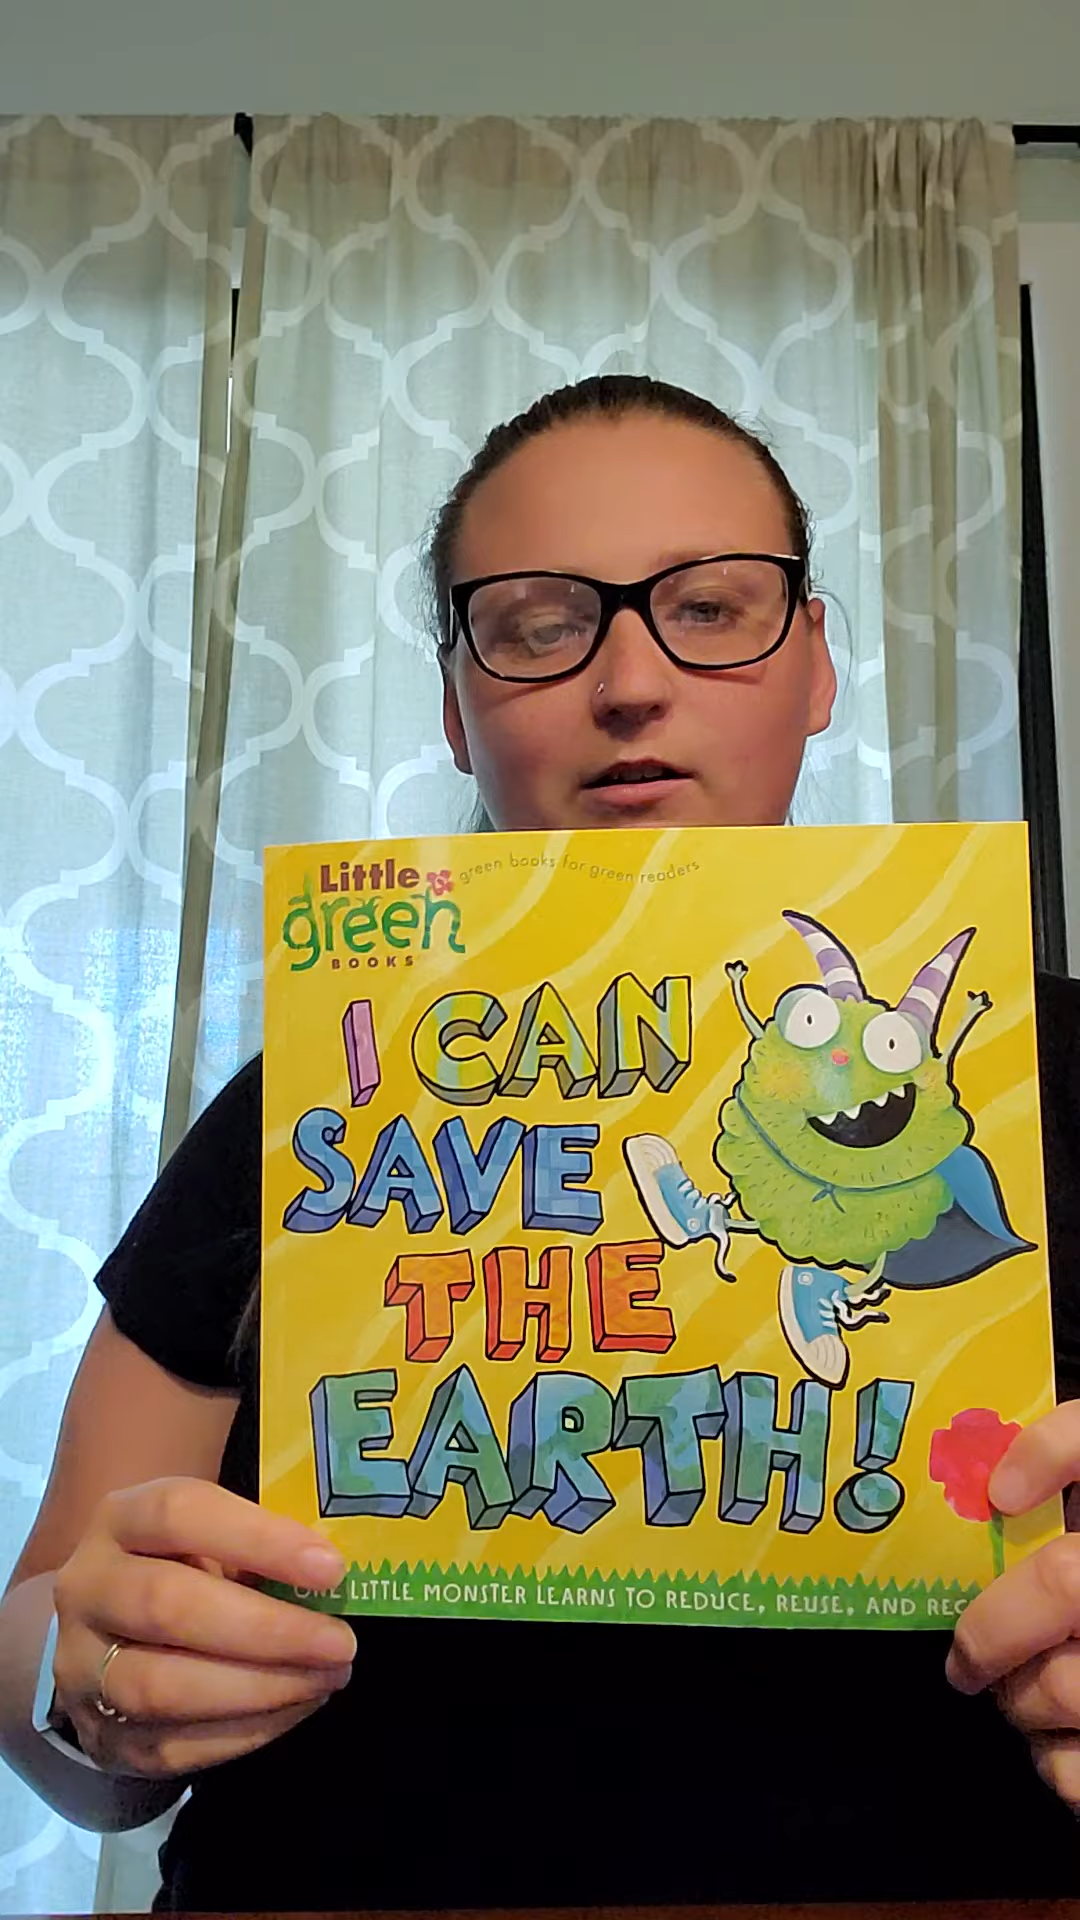 Little
green
BOOKS
green books for green readers
I CAN
SAVE
THE
EARTH!
ONE LITTLE MONSTER LEARNS TO REDUCE, REUSE, AND